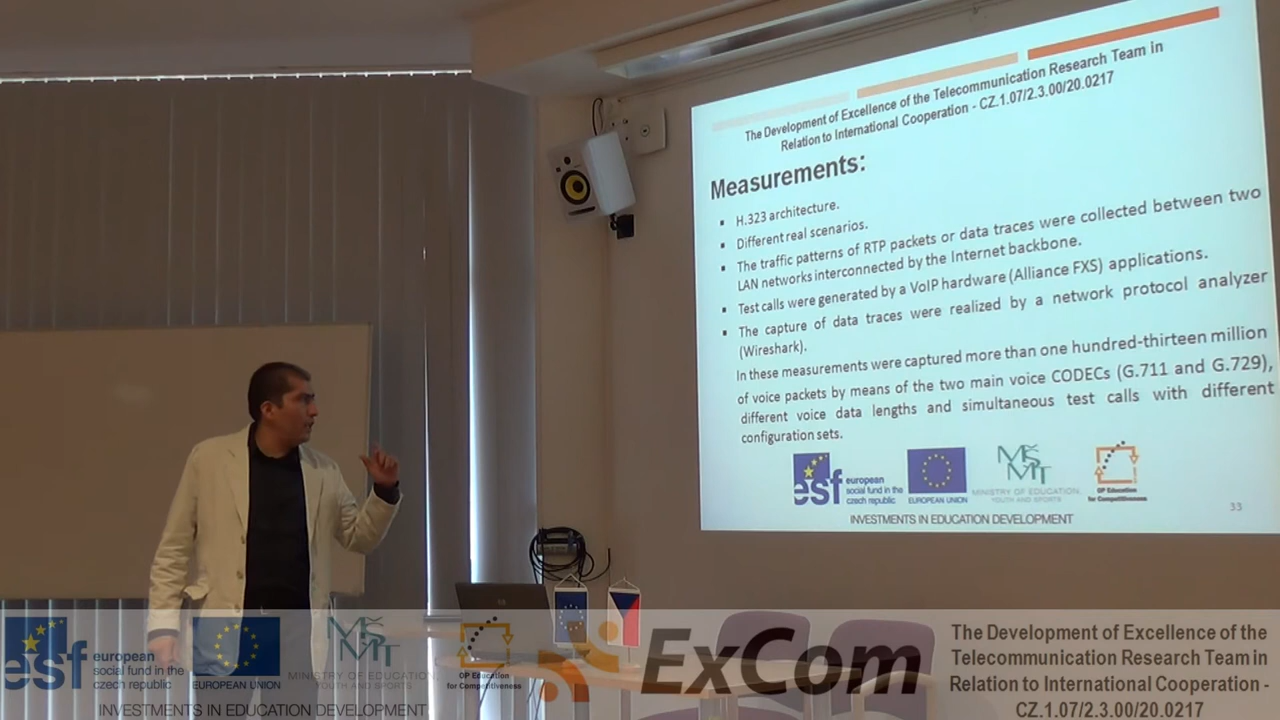 The Development of Excellence of the Telecommunication Research Team in
Relation to International Cooperation - CZ.1.07/2.3.00/20.0217
Measurements:
▪ H.323 architecture.
▪ Different real scenarios.
▪ The traffic patterns of RTP packets or data traces were collected between two
LAN networks interconnected by the Internet backbone.
▪ Test calls were generated by a VoIP hardware (Alliance FXS) applications.
▪ The capture of data traces were realized by a network protocol analyzer
(Wireshark).
In these measurements were captured more than one hundred-thirteen million
of voice packets by means of the two main voice CODECs (G.711 and G.729),
different voice data lengths and simultaneous test calls with different
configuration sets.
esf
european
social fund in the
czech republic
EUROPEAN UNION
MŠMT
MINISTRY OF EDUCATION,
YOUTH AND SPORTS
OP Education
for Competitiveness
INVESTMENTS IN EDUCATION DEVELOPMENT
33
esf
european
social fund in the
czech republic
EUROPEAN UNION
MŠMT
MINISTRY OF EDUCATION,
YOUTH AND SPORTS
OP Education
for Competitiveness
INVESTMENTS IN EDUCATION DEVELOPMENT
ExCom
The Development of Excellence of the
Telecommunication Research Team in
Relation to International Cooperation -
CZ.1.07/2.3.00/20.0217